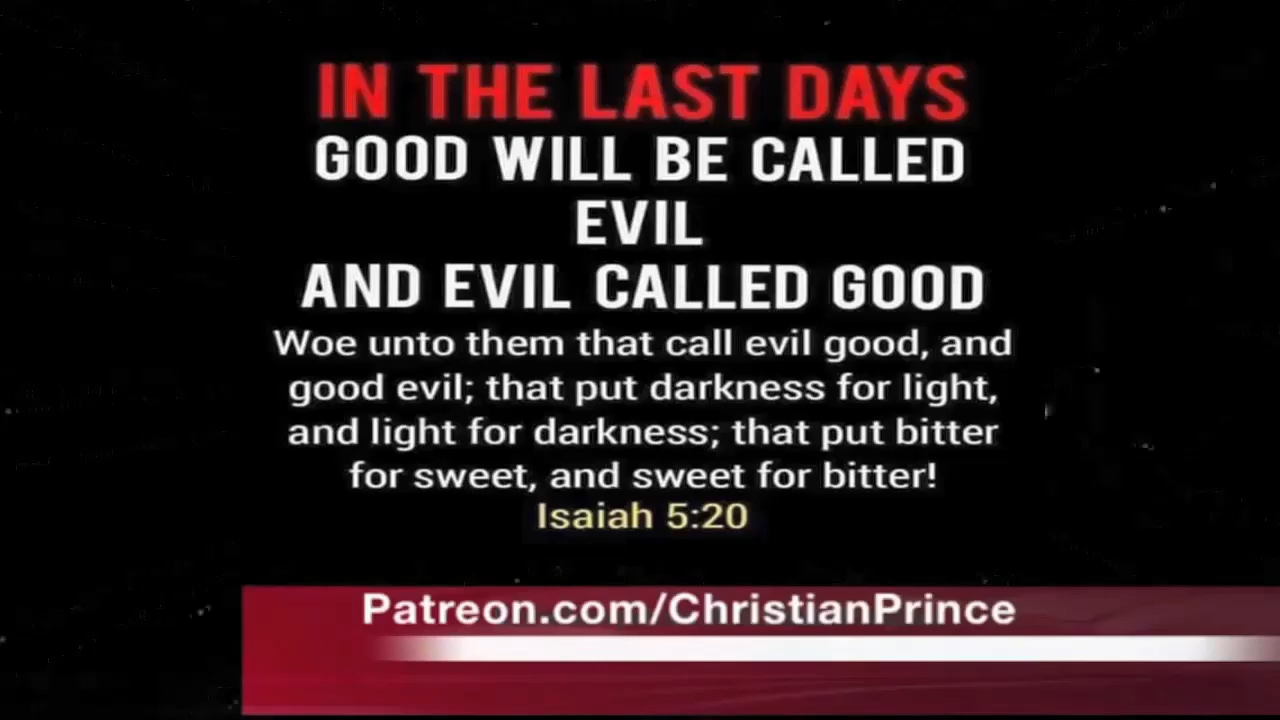 IN THE LAST DAYS
GOOD WILL BE CALLED
EVIL
AND EVIL CALLED GOOD
Woe unto them that call evil good, and
good evil; that put darkness for light,
and light for darkness; that put bitter
for sweet, and sweet for bitter!
Isaiah 5:20
Patreon.com/ChristianPrince